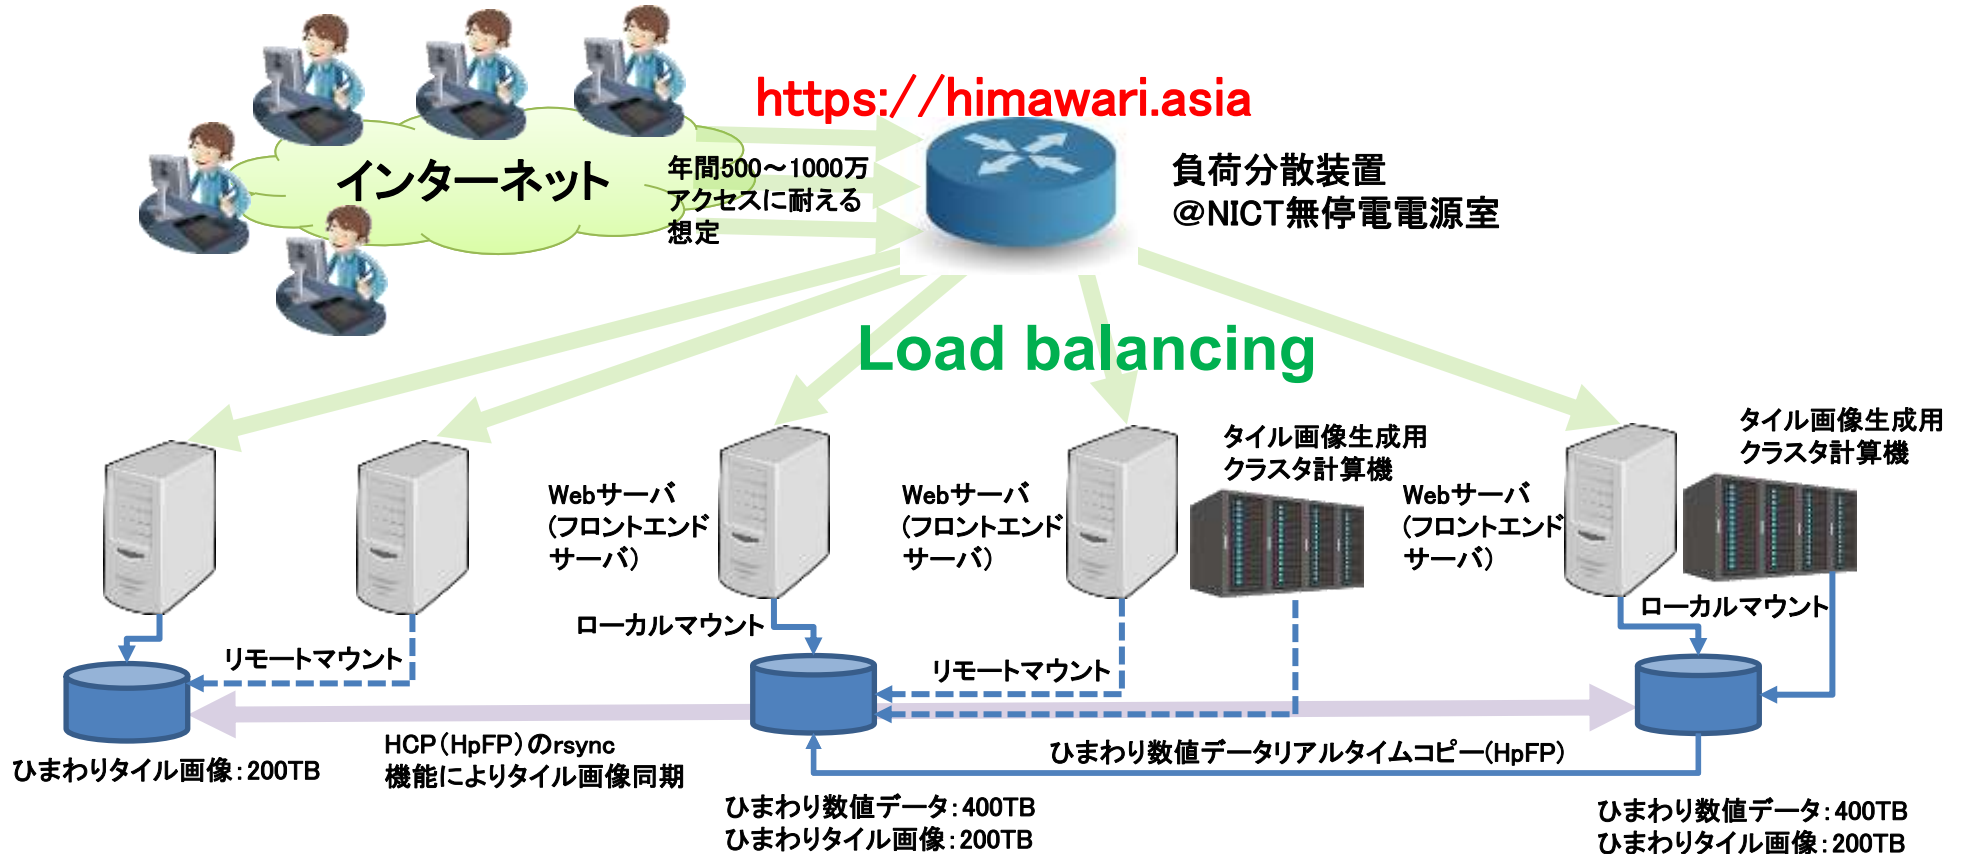 https://himawari.asia
インターネット
年間500～1000万
アクセスに耐える
想定
負荷分散装置
@NICT無停電電源室
Load balancing
タイル画像生成用
クラスタ計算機
タイル画像生成用
クラスタ計算機
Webサーバ
(フロントエンド
サーバ)
Webサーバ
(フロントエンド
サーバ)
Webサーバ
(フロントエンド
サーバ)
ローカルマウント
ローカルマウント
リモートマウント
リモートマウント
HCP(HpFP)のrsync
機能によりタイル画像同期
ひまわり数値データリアルタイムコピー(HpFP)
ひまわりタイル画像:200TB
ひまわり数値データ:400TB
ひまわりタイル画像:200TB
ひまわり数値データ:400TB
ひまわりタイル画像:200TB